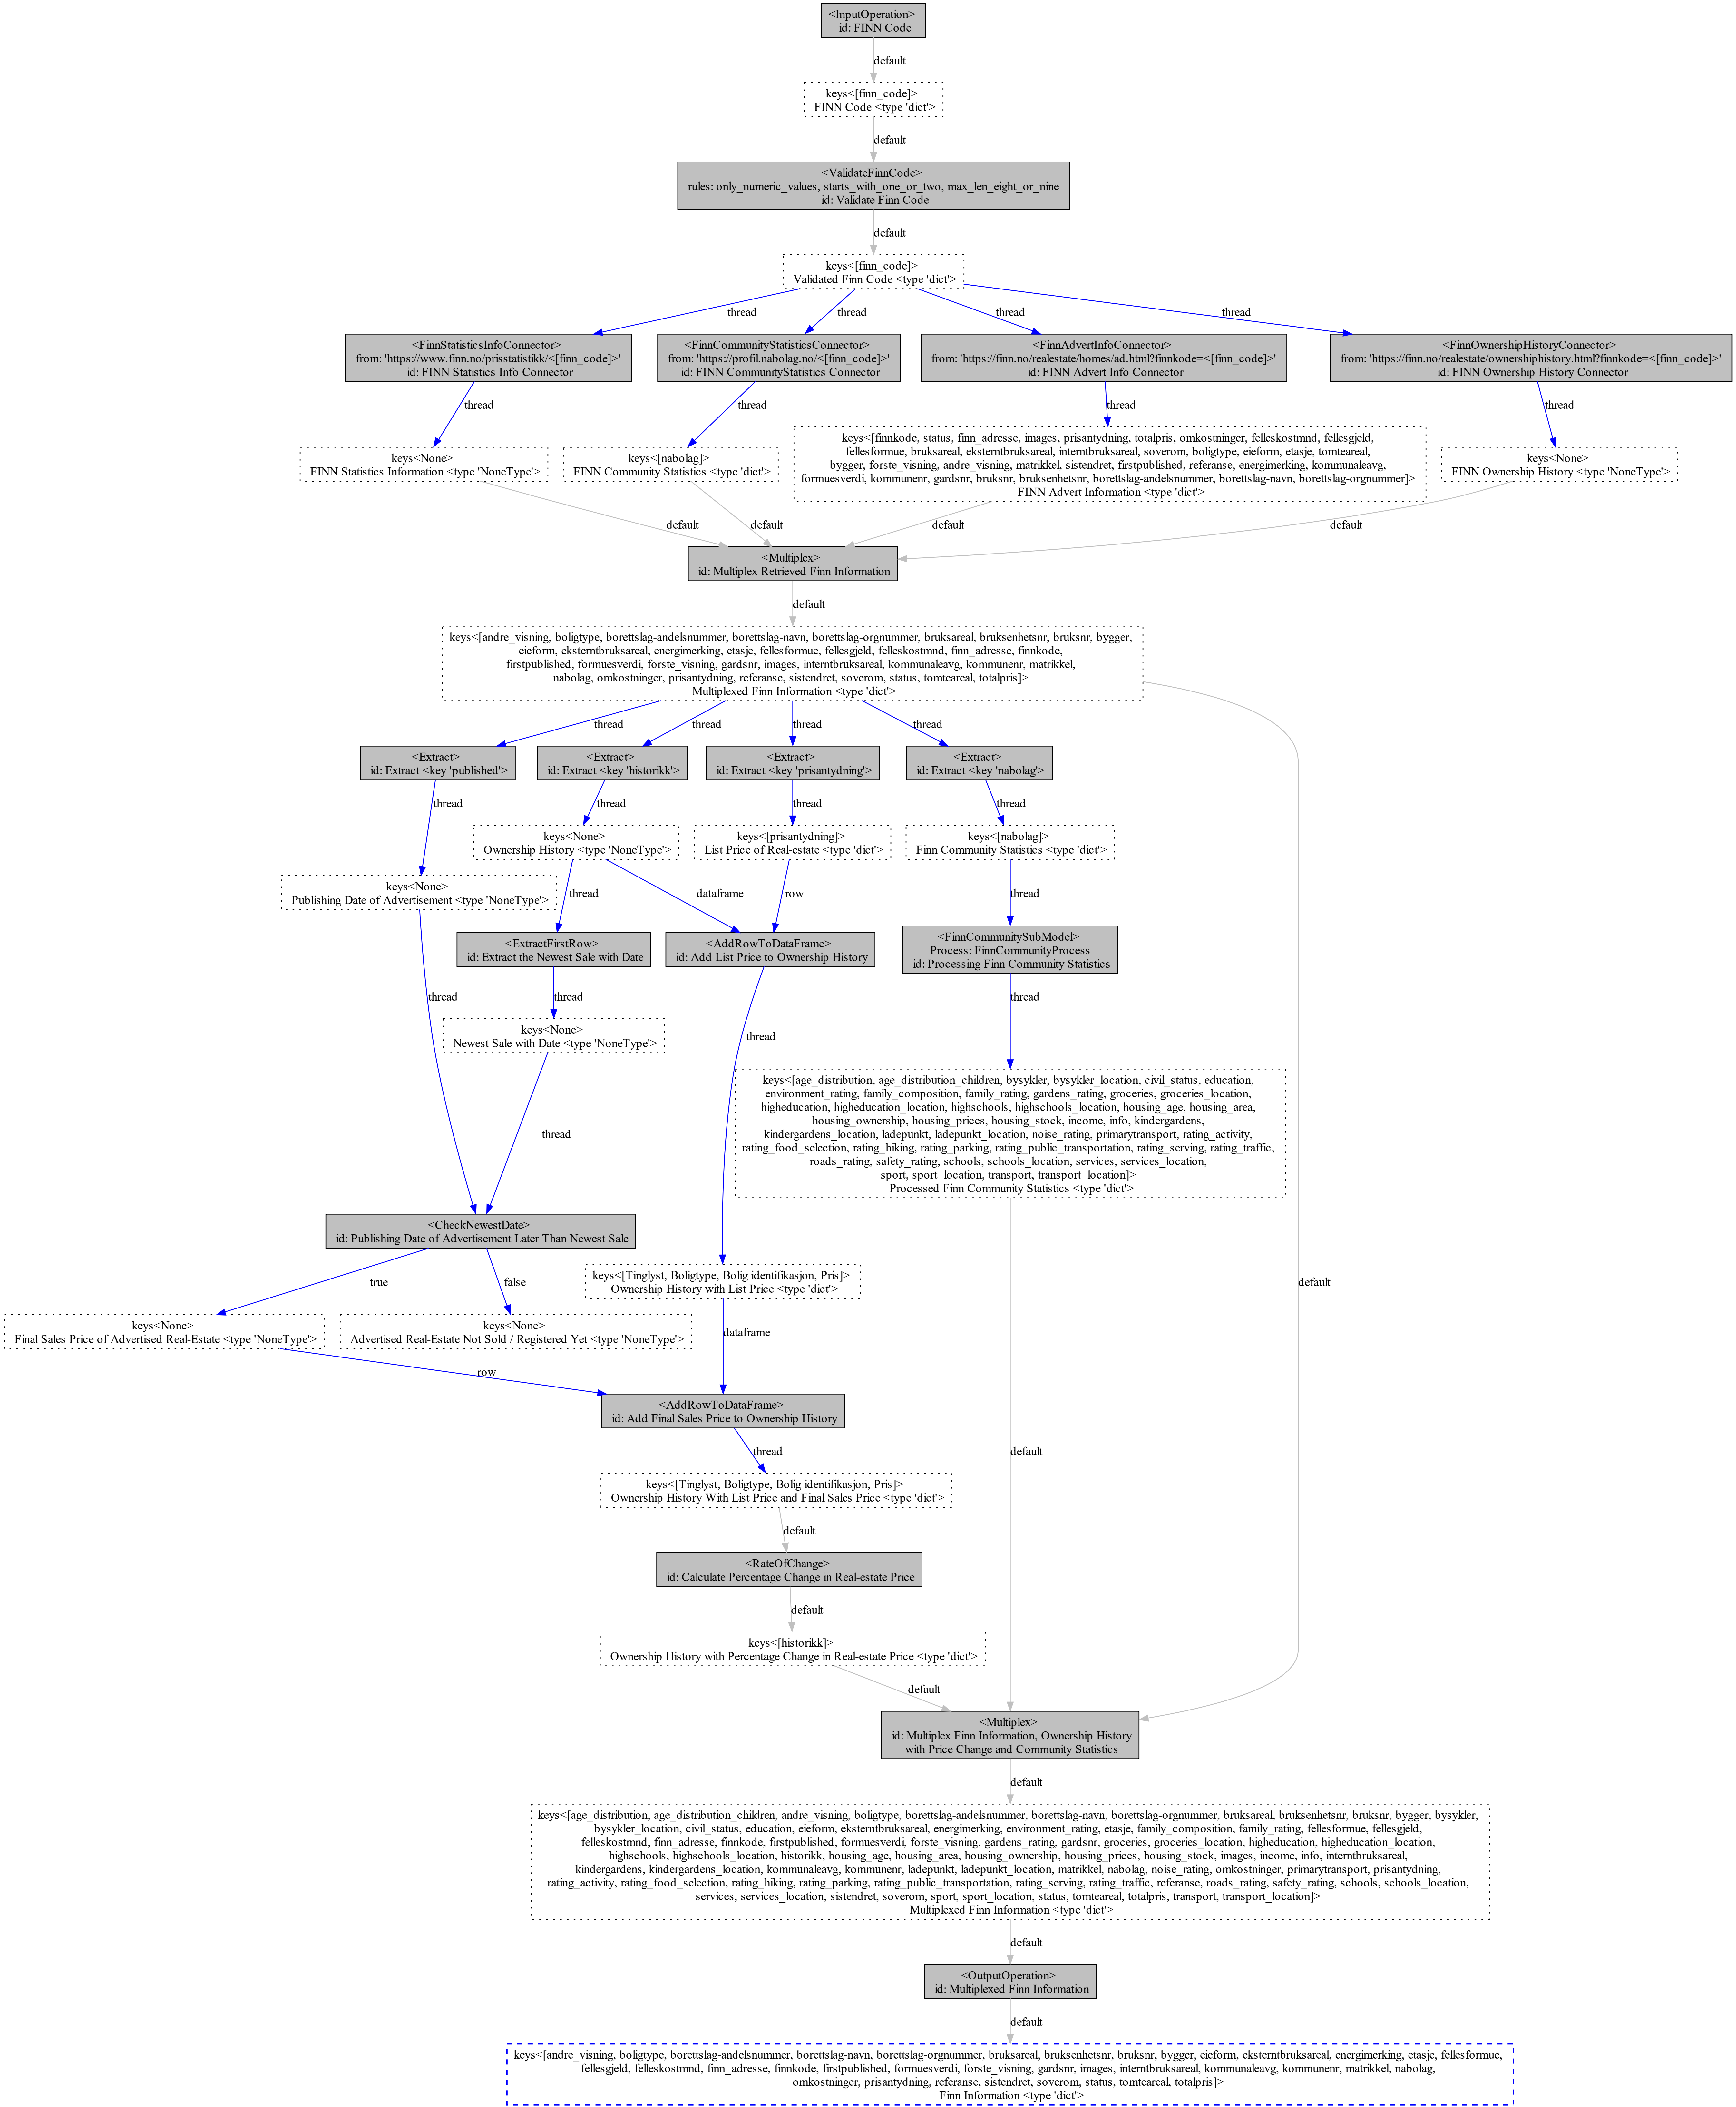 <InputOperation>
id: FINN Code
default
keys<[finn_code]>
FINN Code <type 'dict'>
default
<ValidateFinnCode>
rules: only_numeric_values, starts_with_one_or_two, max_len_eight_or_nine
id: Validate Finn Code
default
keys<[finn_code]>
Validated Finn Code <type 'dict'>
thread
thread
thread
thread
<FinnStatisticsInfoConnector>
from: 'https://www.finn.no/prisstatistikk/<[finn_code]>'
id: FINN Statistics Info Connector
<FinnCommunityStatisticsConnector>
from: 'https://profil.nabolag.no/<[finn_code]>'
id: FINN CommunityStatistics Connector
<FinnAdvertInfoConnector>
from: 'https://finn.no/realestate/homes/ad.html?finnkode=<[finn_code]>'
id: FINN Advert Info Connector
<FinnOwnershipHistoryConnector>
from: 'https://finn.no/realestate/ownershiphistory.html?finnkode=<[finn_code]>'
id: FINN Ownership History Connector
thread
thread
thread
thread
keys<None>
FINN Statistics Information <type 'NoneType'>
keys<[nabolag]>
FINN Community Statistics <type 'dict'>
keys<[finnkode, status, finn_adresse, images, prisantydning, totalpris, omkostninger, felleskostmnd, fellesgjeld,
fellesformue, bruksareal, eksterntbruksareal, interntbruksareal, soverom, boligtype, eieform, etasje, tomteareal,
bygger, forste_visning, andre_visning, matrikkel, sistendret, firstpublished, referanse, energimerking, kommunaleavg,
formuesverdi, kommunenr, gardsnr, bruksnr, bruksenhetsnr, borettslag-andelsnummer, borettslag-navn, borettslag-orgnummer]>
FINN Advert Information <type 'dict'>
keys<None>
FINN Ownership History <type 'NoneType'>
default
default
default
default
<Multiplex>
id: Multiplex Retrieved Finn Information
default
keys<[andre_visning, boligtype, borettslag-andelsnummer, borettslag-navn, borettslag-orgnummer, bruksareal, bruksenhetsnr, bruksnr, bygger,
eieform, eksterntbruksareal, energimerking, etasje, fellesformue, fellesgjeld, felleskostmnd, finn_adresse, finnkode,
firstpublished, formuesverdi, forste_visning, gardsnr, images, interntbruksareal, kommunaleavg, kommunenr, matrikkel,
nabolag, omkostninger, prisantydning, referanse, sistendret, soverom, status, tomteareal, totalpris]>
Multiplexed Finn Information <type 'dict'>
thread
thread
thread
thread
<Extract>
id: Extract <key 'published'>
<Extract>
id: Extract <key 'historikk'>
<Extract>
id: Extract <key 'prisantydning'>
<Extract>
id: Extract <key 'nabolag'>
thread
thread
thread
thread
keys<None>
Ownership History <type 'NoneType'>
keys<[prisantydning]>
List Price of Real-estate <type 'dict'>
keys<[nabolag]>
Finn Community Statistics <type 'dict'>
keys<None>
Publishing Date of Advertisement <type 'NoneType'>
thread
dataframe
row
thread
<ExtractFirstRow>
id: Extract the Newest Sale with Date
<AddRowToDataFrame>
id: Add List Price to Ownership History
<FinnCommunitySubModel>
Process: FinnCommunityProcess
id: Processing Finn Community Statistics
thread
thread
thread
keys<None>
Newest Sale with Date <type 'NoneType'>
thread
keys<[age_distribution, age_distribution_children, bysykler, bysykler_location, civil_status, education,
environment_rating, family_composition, family_rating, gardens_rating, groceries, groceries_location,
higheducation, higheducation_location, highschools, highschools_location, housing_age, housing_area,
housing_ownership, housing_prices, housing_stock, income, info, kindergardens,
kindergardens_location, ladepunkt, ladepunkt_location, noise_rating, primarytransport, rating_activity,
rating_food_selection, rating_hiking, rating_parking, rating_public_transportation, rating_serving, rating_traffic,
roads_rating, safety_rating, schools, schools_location, services, services_location,
sport, sport_location, transport, transport_location]>
Processed Finn Community Statistics <type 'dict'>
thread
<CheckNewestDate>
id: Publishing Date of Advertisement Later Than Newest Sale
true
false
keys<[Tinglyst, Boligtype, Bolig identifikasjon, Pris]>
Ownership History with List Price <type 'dict'>
default
keys<None>
Final Sales Price of Advertised Real-Estate <type 'NoneType'>
keys<None>
Advertised Real-Estate Not Sold / Registered Yet <type 'NoneType'>
dataframe
row
<AddRowToDataFrame>
id: Add Final Sales Price to Ownership History
thread
default
keys<[Tinglyst, Boligtype, Bolig identifikasjon, Pris]>
Ownership History With List Price and Final Sales Price <type 'dict'>
default
<RateOfChange>
id: Calculate Percentage Change in Real-estate Price
default
keys<[historikk]>
Ownership History with Percentage Change in Real-estate Price <type 'dict'>
default
<Multiplex>
id: Multiplex Finn Information, Ownership History
with Price Change and Community Statistics
default
keys<[age_distribution, age_distribution_children, andre_visning, boligtype, borettslag-andelsnummer, borettslag-navn, borettslag-orgnummer, bruksareal, bruksenhetsnr, bruksnr, bygger, bysykler,
bysykler_location, civil_status, education, eieform, eksterntbruksareal, energimerking, environment_rating, etasje, family_composition, family_rating, fellesformue, fellesgjeld,
felleskostmnd, finn_adresse, finnkode, firstpublished, formuesverdi, forste_visning, gardens_rating, gardsnr, groceries, groceries_location, higheducation, higheducation_location,
highschools, highschools_location, historikk, housing_age, housing_area, housing_ownership, housing_prices, housing_stock, images, income, info, interntbruksareal,
kindergardens, kindergardens_location, kommunaleavg, kommunenr, ladepunkt, ladepunkt_location, matrikkel, nabolag, noise_rating, omkostninger, primarytransport, prisantydning,
rating_activity, rating_food_selection, rating_hiking, rating_parking, rating_public_transportation, rating_serving, rating_traffic, referanse, roads_rating, safety_rating, schools, schools_location,
services, services_location, sistendret, soverom, sport, sport_location, status, tomteareal, totalpris, transport, transport_location]>
Multiplexed Finn Information <type 'dict'>
default
<OutputOperation>
id: Multiplexed Finn Information
default
keys<[andre_visning, boligtype, borettslag-andelsnummer, borettslag-navn, borettslag-orgnummer, bruksareal, bruksenhetsnr, bruksnr, bygger, eieform, eksterntbruksareal, energimerking, etasje, fellesformue,
fellesgjeld, felleskostmnd, finn_adresse, finnkode, firstpublished, formuesverdi, forste_visning, gardsnr, images, interntbruksareal, kommunaleavg, kommunenr, matrikkel, nabolag,
omkostninger, prisantydning, referanse, sistendret, soverom, status, tomteareal, totalpris]>
Finn Information <type 'dict'>